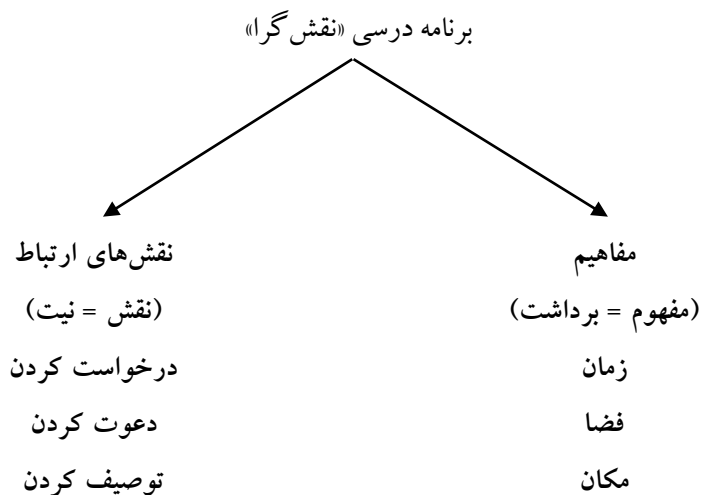 برنامه درسی «نقش‌گرا»
مفاهیم
(مفهوم = برداشت)
زمان
فضا
مکان
نقش‌های ارتباط
(نقش = نیت)
درخواست کردن
دعوت کردن
توصیف کردن